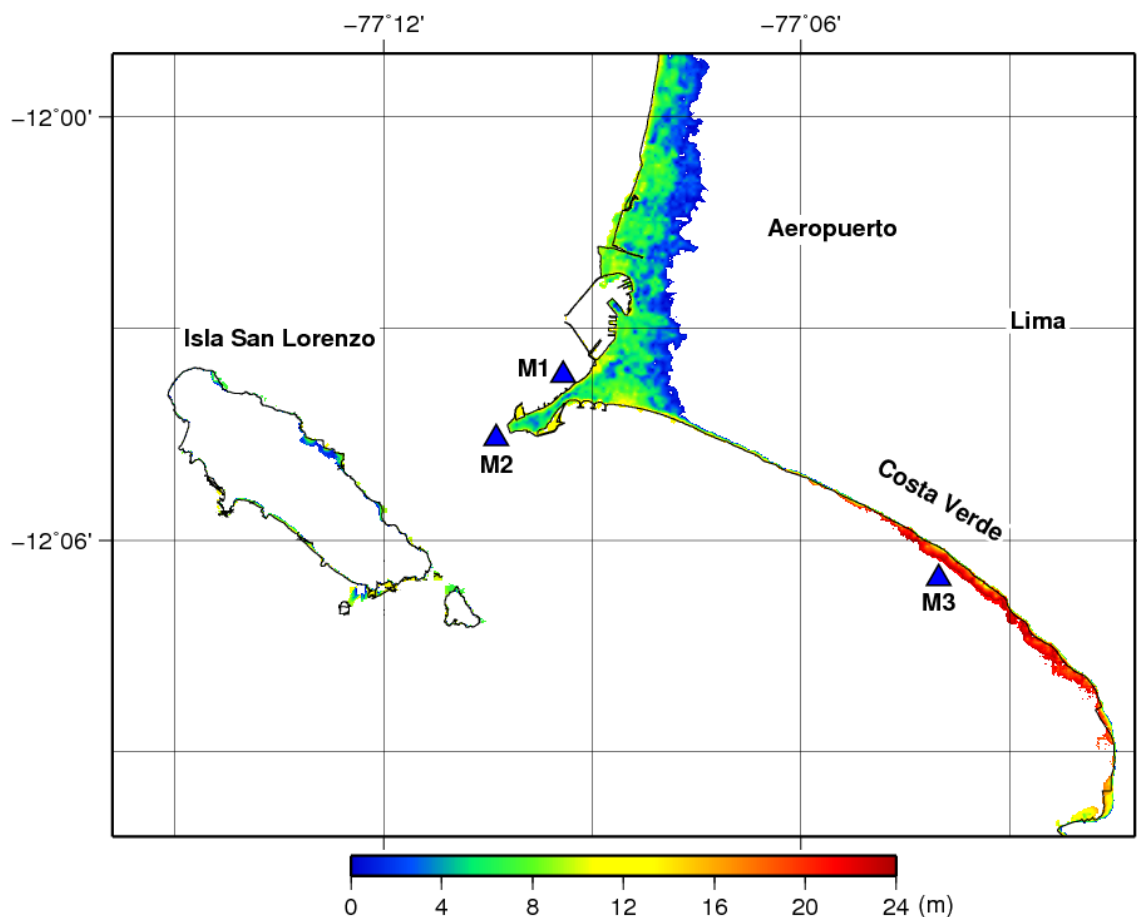 −77˚12' −77˚06'
−12˚00'
Aeropuerto
Lima
Isla San Lorenzo
M1
M2
Costa Verde
−12˚06'
M3
0 4 8 12 16 20 24 (m)